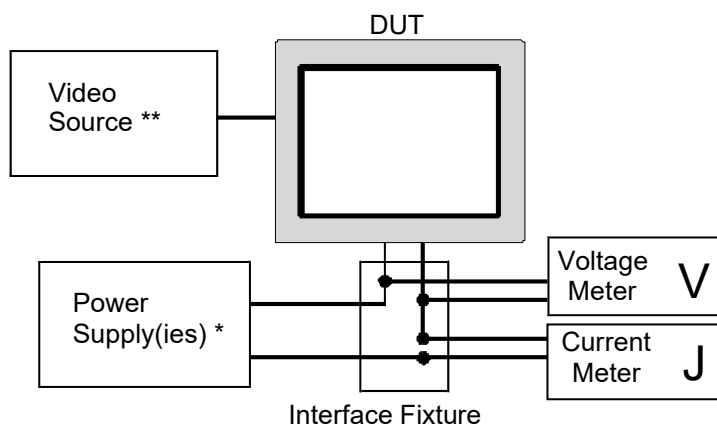 DUT
Video
Source **
Power
Supply(ies) *
Voltage
Meter
V
Current
Meter
J
Interface Fixture